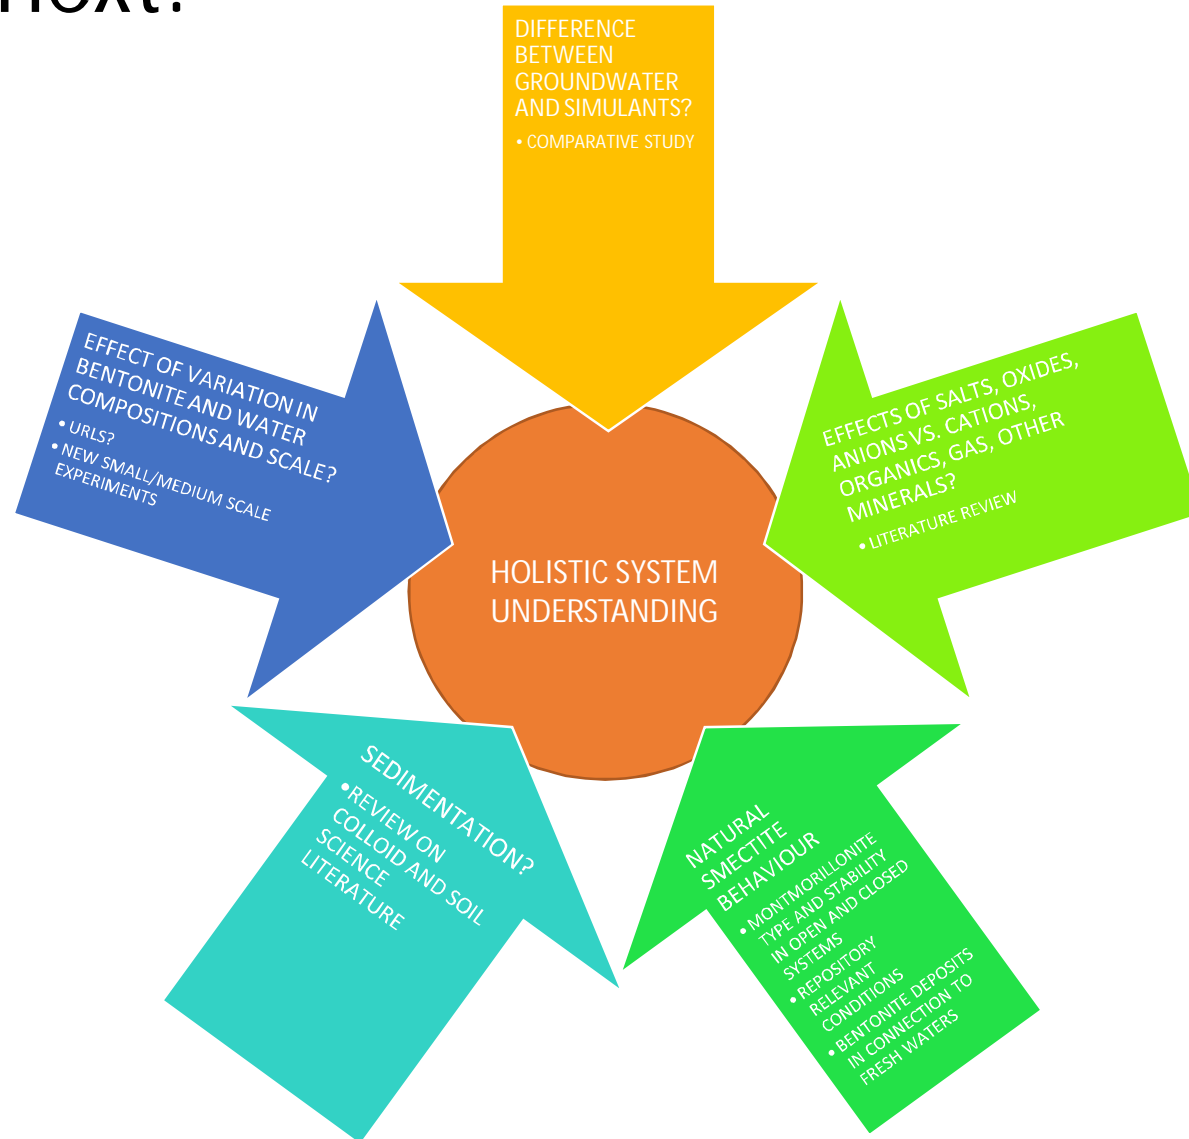 DIFFERENCE
BETWEEN
GROUNDWATER
AND SIMULANTS?
• COMPARATIVE STUDY
EFFECT OF VARIATION IN
BENTONITE AND WATER
COMPOSITIONS AND SCALE?
• URLS?
• NEW SMALL/MEDIUM SCALE
EXPERIMENTS
EFFECTS OF SALTS, OXIDES,
ANIONS VS. CATIONS,
ORGANICS, GAS, OTHER
MINERALS?
• LITERATURE REVIEW
HOLISTIC SYSTEM
UNDERSTANDING
SEDIMENTATION?
• REVIEW ON
COLLOID AND SOIL
SCIENCE
LITERATURE
NATURAL
SMECTITE
BEHAVIOUR
• MONTMORILLONITE
TYPE AND STABILITY
IN OPEN AND CLOSED
SYSTEMS
• REPOSITORY
RELEVANT
CONDITIONS
• BENTONITE DEPOSITS
IN CONNECTION TO
FRESH WATERS